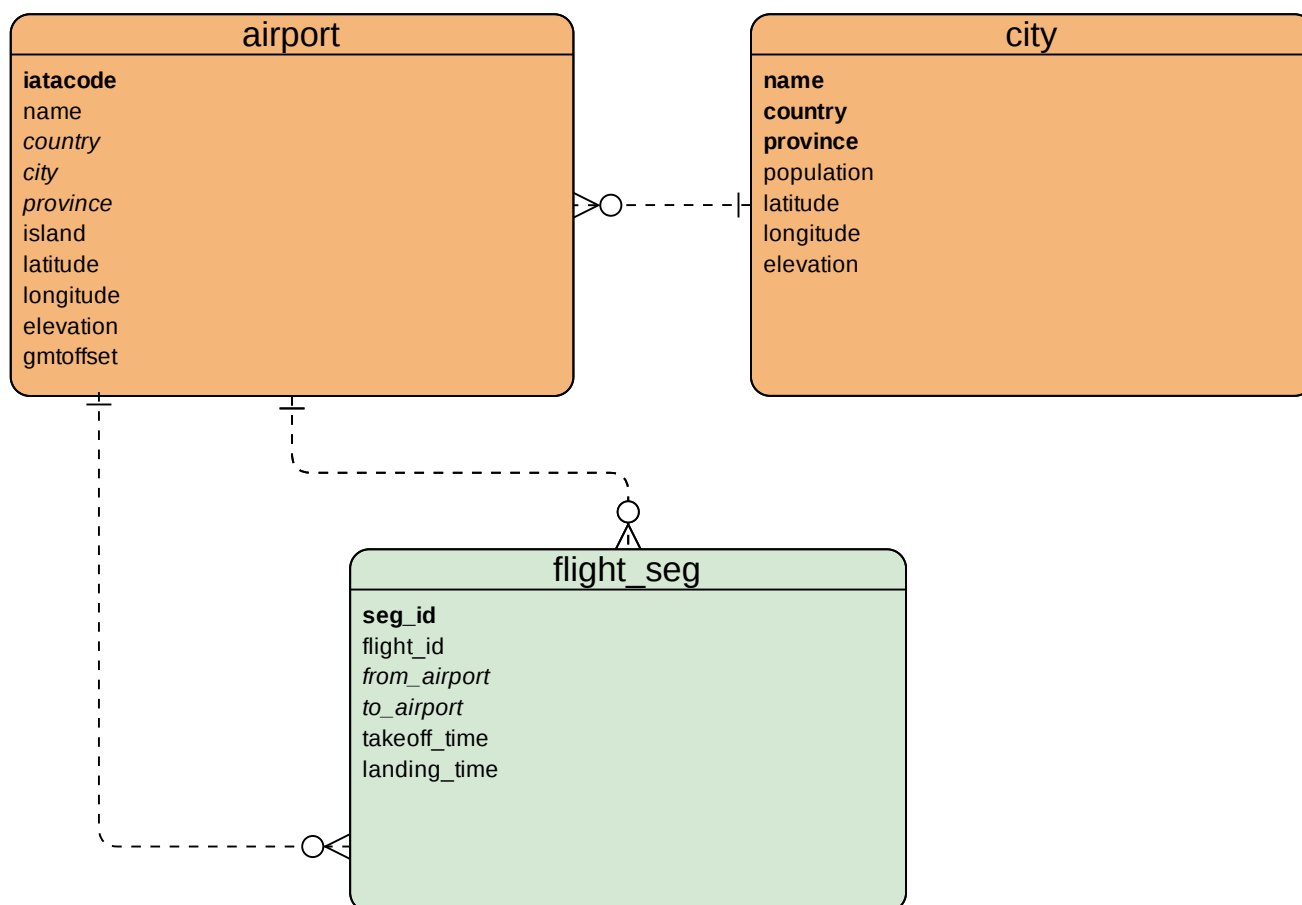 airport
iatacode
name
country
city
province
island
latitude
longitude
elevation
gmtoffset
city
name
country
province
population
latitude
longitude
elevation
flight_seg
seg_id
flight_id
from_airport
to_airport
takeoff_time
landing_time